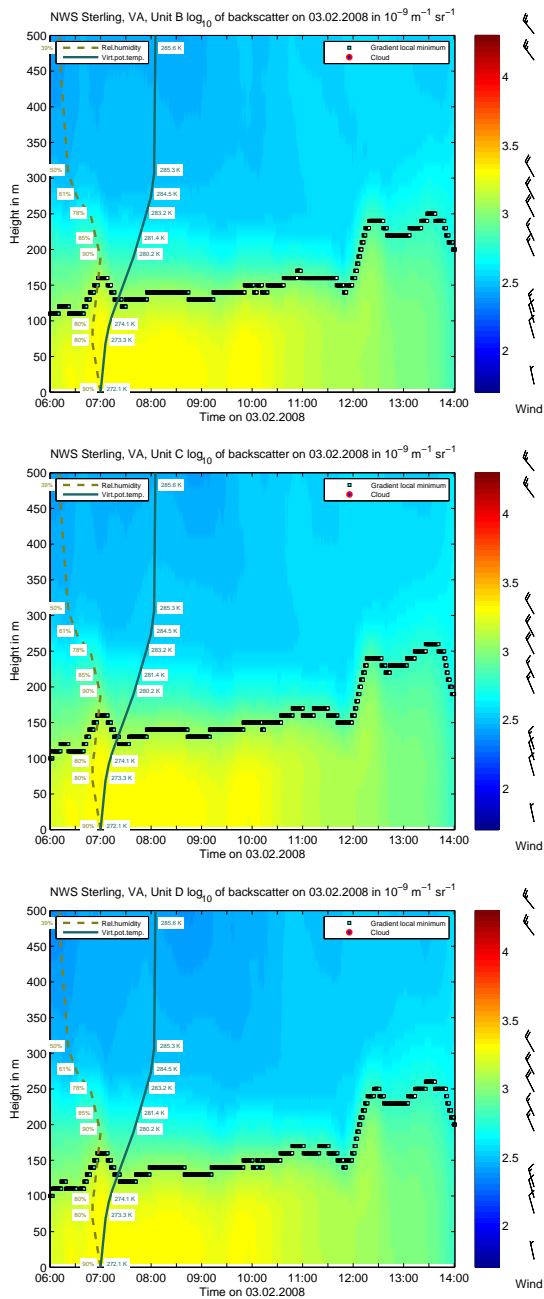 NWS Sterling, VA, Unit B log10 of backscatter on 03.02.2008 in 10⁻⁹ m⁻¹ sr⁻¹
500
450
400
350
300
250
200
150
100
50
0
Height in m
39%
50%
61%
78%
85%
90%
80%
80%
90%
Rel.humidity
Virt.pot.temp.
285.6 K
285.3 K
284.5 K
283.2 K
281.4 K
280.2 K
274.1 K
273.3 K
272.1 K
Gradient local minimum
Cloud
06:00 07:00 08:00 09:00 10:00 11:00 12:00 13:00 14:00
Time on 03.02.2008
4
3.5
3
2.5
2
Wind
NWS Sterling, VA, Unit C log10 of backscatter on 03.02.2008 in 10⁻⁹ m⁻¹ sr⁻¹
500
450
400
350
300
250
200
150
100
50
0
Height in m
39%
50%
61%
78%
85%
90%
80%
80%
90%
Rel.humidity
Virt.pot.temp.
285.6 K
285.3 K
284.5 K
283.2 K
281.4 K
280.2 K
274.1 K
273.3 K
272.1 K
Gradient local minimum
Cloud
06:00 07:00 08:00 09:00 10:00 11:00 12:00 13:00 14:00
Time on 03.02.2008
4
3.5
3
2.5
2
Wind
NWS Sterling, VA, Unit D log10 of backscatter on 03.02.2008 in 10⁻⁹ m⁻¹ sr⁻¹
500
450
400
350
300
250
200
150
100
50
0
Height in m
39%
50%
61%
78%
85%
90%
80%
80%
90%
Rel.humidity
Virt.pot.temp.
285.6 K
285.3 K
284.5 K
283.2 K
281.4 K
280.2 K
274.1 K
273.3 K
272.1 K
Gradient local minimum
Cloud
06:00 07:00 08:00 09:00 10:00 11:00 12:00 13:00 14:00
Time on 03.02.2008
4
3.5
3
2.5
2
Wind